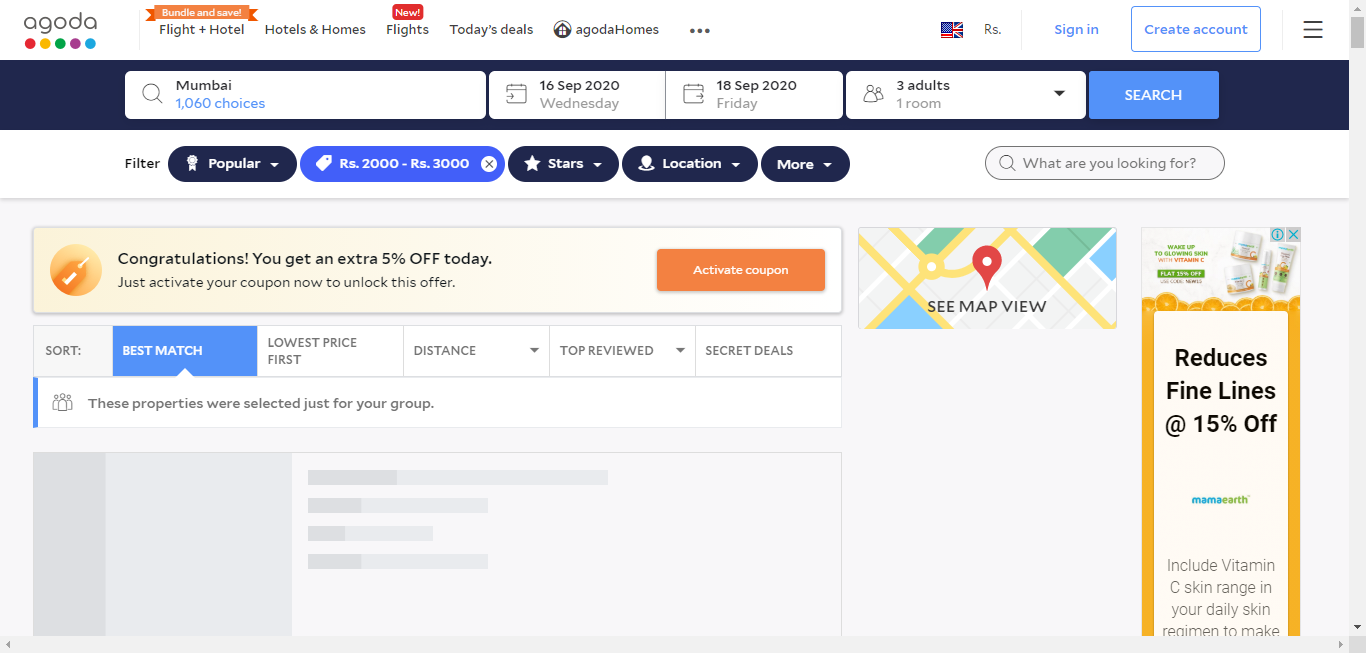 agoda
Bundle and save!
Flight + Hotel
Hotels & Homes
New!
Flights
Today's deals
agodaHomes
Rs.
Sign in
Create account
Mumbai
1,060 choices
16 Sep 2020
Wednesday
18 Sep 2020
Friday
3 adults
1 room
SEARCH
Filter
Popular
Rs. 2000 - Rs. 3000
Stars
Location
More
What are you looking for?
Congratulations! You get an extra 5% OFF today.
Just activate your coupon now to unlock this offer.
Activate coupon
SEE MAP VIEW
SORT:
BEST MATCH
LOWEST PRICE
FIRST
DISTANCE
TOP REVIEWED
SECRET DEALS
These properties were selected just for your group.
WAKE UP
TO GLOWING SKIN
WITH VITAMIN C
FLAT 15% OFF
USE CODE: NEW15
Reduces
Fine Lines
@ 15% Off
mamaearth
Include Vitamin
C skin range in
your daily skin
regimen to make